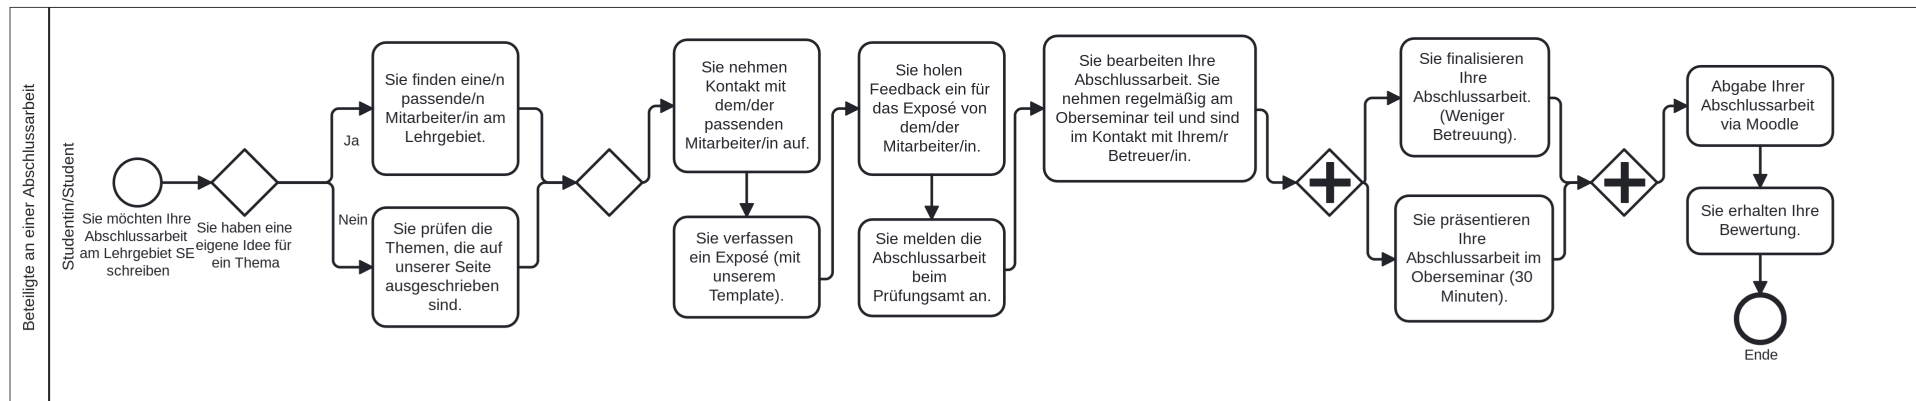 Beteiligte an einer Abschlussarbeit
Studentin/Student
Sie möchten Ihre
Abschlussarbeit
am Lehrgebiet SE
schreiben
Sie haben eine
eigene Idee für
ein Thema
Ja
Nein
Sie finden eine/n
passende/n
Mitarbeiter/in am
Lehrgebiet.
Sie prüfen die
Themen, die auf
unserer Seite
ausgeschrieben
sind.
Sie nehmen
Kontakt mit
dem/der
passenden
Mitarbeiter/in auf.
Sie verfassen
ein Exposé (mit
unserem
Template).
Sie holen
Feedback ein für
das Exposé von
dem/der
Mitarbeiter/in.
Sie melden die
Abschlussarbeit
beim
Prüfungsamt an.
Sie bearbeiten Ihre
Abschlussarbeit. Sie
nehmen regelmäßig am
Oberseminar teil und sind
im Kontakt mit Ihrem/r
Betreuer/in.
Sie finalisieren
Ihre
Abschlussarbeit.
(Weniger
Betreuung).
Sie präsentieren
Ihre
Abschlussarbeit im
Oberseminar (30
Minuten).
Abgabe Ihrer
Abschlussarbeit
via Moodle
Sie erhalten Ihre
Bewertung.
Ende